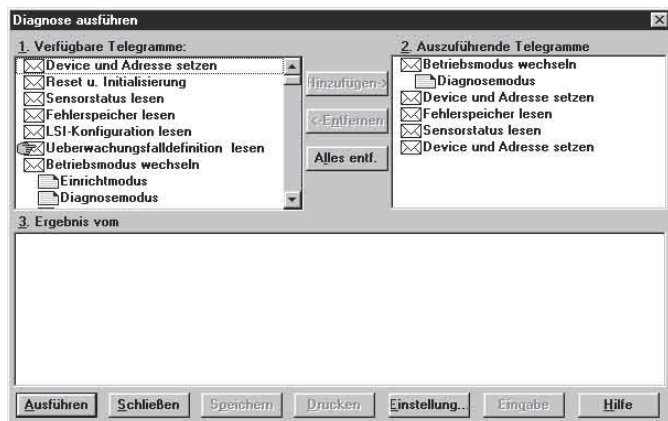 Diagnose ausführen
1. Verfügbare Telegramme:
Device und Adresse setzen
Reset u. Initialisierung
Sensorstatus lesen
Fehlerspeicher lesen
LSI-Konfiguration lesen
Ueberwachungsfalldefinition lesen
Betriebsmodus wechseln
Einrichtmodus
Diagnosemodus
Hinzufügen->
<-Entfernen
Alles entf.
2. Auszuführende Telegramme
Betriebsmodus wechseln
Diagnosemodus
Device und Adresse setzen
Fehlerspeicher lesen
Sensorstatus lesen
Device und Adresse setzen
3. Ergebnis vom
Ausführen Schließen Speichern Drucken Einstellung... Eingabe Hilfe